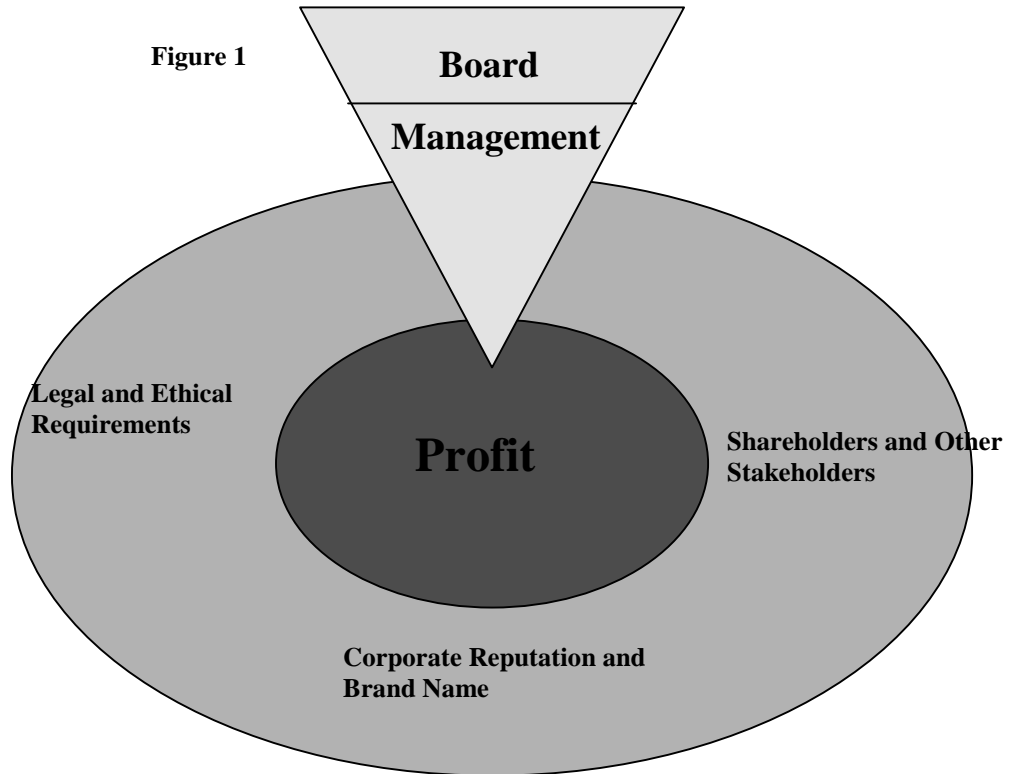 Figure 1
Board
Management
Legal and Ethical
Requirements
Profit
Shareholders and Other
Stakeholders
Corporate Reputation and
Brand Name